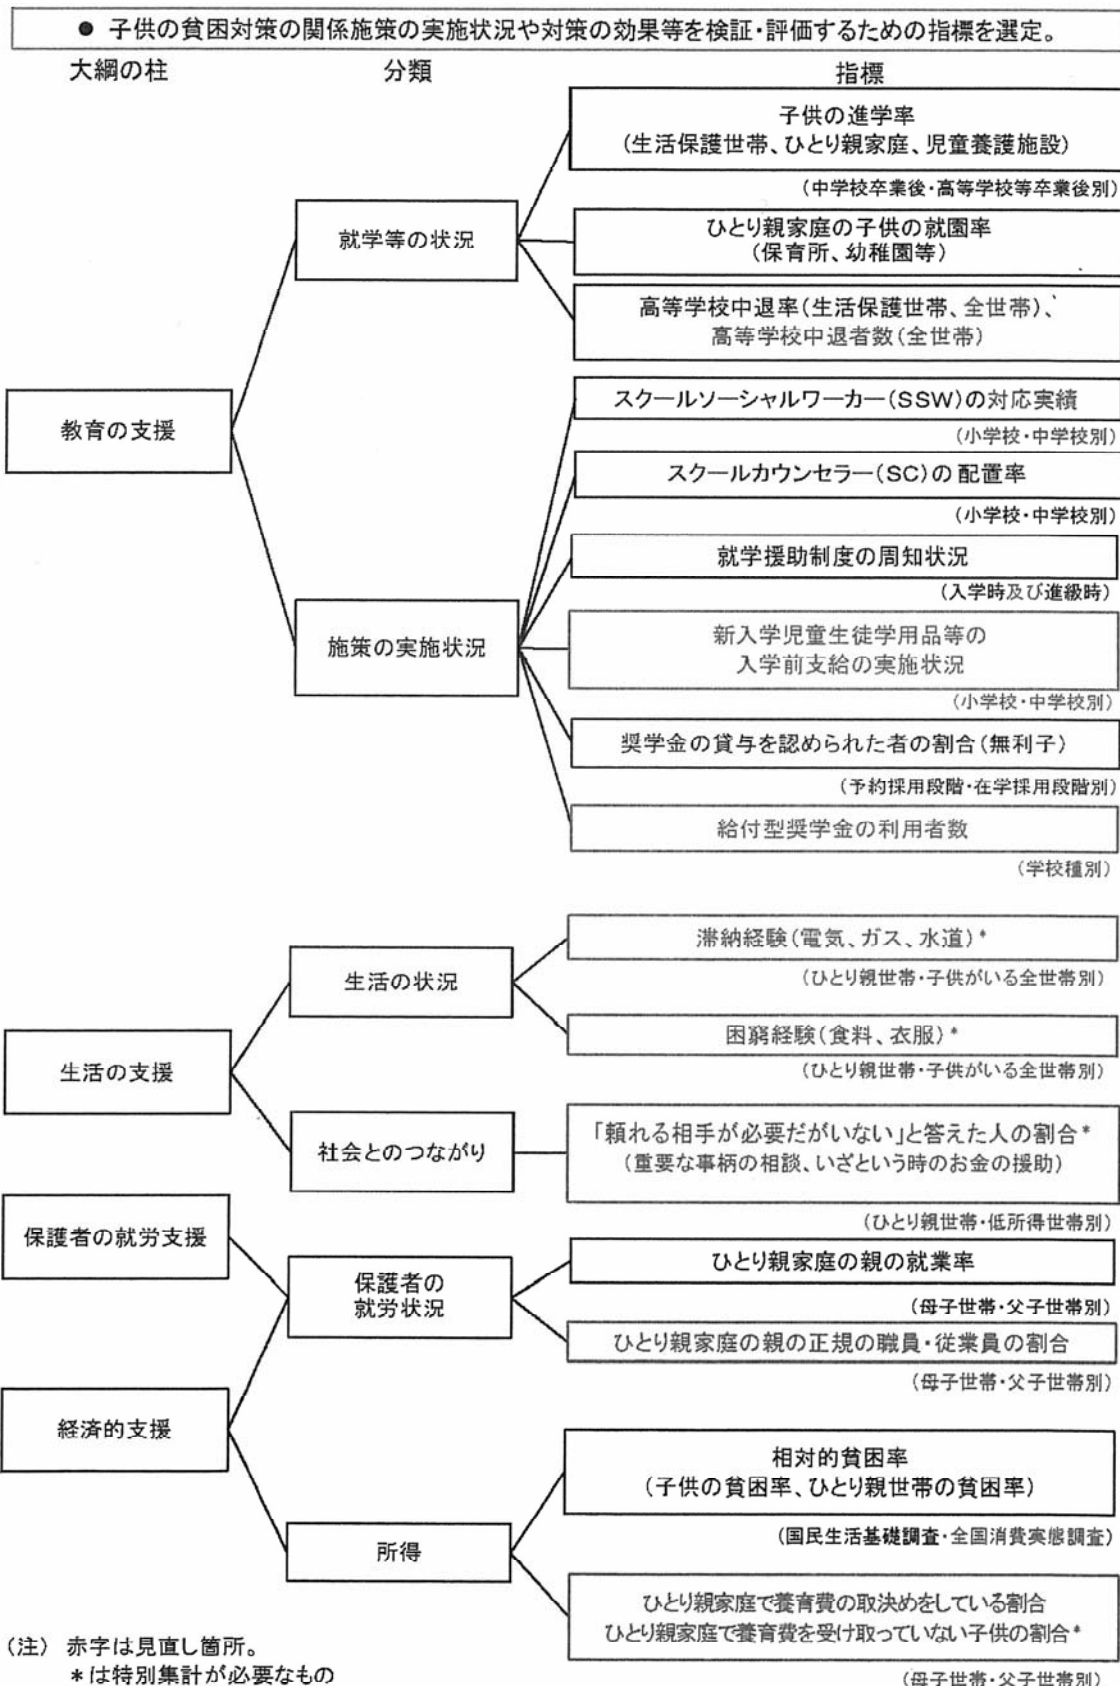 ● 子供の貧困対策の関係施策の実施状況や対策の効果等を検証・評価するための指標を選定。
大綱の柱
分類
指標
教育の支援
就学等の状況
子供の進学率
(生活保護世帯、ひとり親家庭、児童養護施設)
(中学校卒業後・高等学校等卒業後別)
ひとり親家庭の子供の就園率
(保育所、幼稚園等)
高等学校中退率(生活保護世帯、全世帯)、
高等学校中退者数(全世帯)
施策の実施状況
スクールソーシャルワーカー(SSW)の対応実績
(小学校・中学校別)
スクールカウンセラー(SC)の配置率
(小学校・中学校別)
就学援助制度の周知状況
(入学時及び進級時)
新入学児童生徒学用品等の
入学前支給の実施状況
(小学校・中学校別)
奨学金の貸与を認められた者の割合(無利子)
(予約採用段階・在学採用段階別)
給付型奨学金の利用者数
(学校種別)
生活の支援
生活の状況
滞納経験(電気、ガス、水道)*
(ひとり親世帯・子供がいる全世帯別)
困窮経験(食料、衣服)*
(ひとり親世帯・子供がいる全世帯別)
社会とのつながり
「頼れる相手が必要だがいない」と答えた人の割合*
(重要な事柄の相談、いざという時のお金の援助)
(ひとり親世帯・低所得世帯別)
保護者の就労支援
保護者の
就労状況
ひとり親家庭の親の就業率
(母子世帯・父子世帯別)
ひとり親家庭の親の正規の職員・従業員の割合
(母子世帯・父子世帯別)
経済的支援
所得
相対的貧困率
(子供の貧困率、ひとり親世帯の貧困率)
(国民生活基礎調査・全国消費実態調査)
ひとり親家庭で養育費の取決めをしている割合
ひとり親家庭で養育費を受け取っていない子供の割合*
(母子世帯・父子世帯別)
(注) 赤字は見直し箇所。
*は特別集計が必要なもの